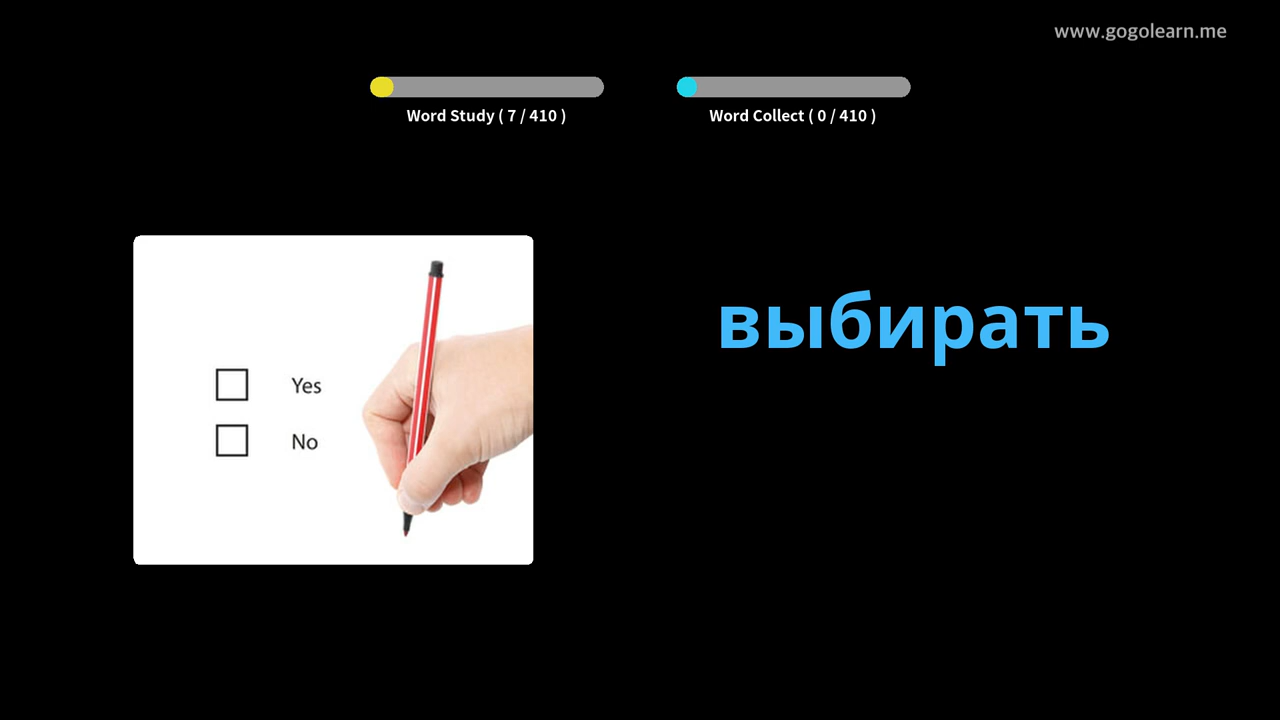 www.gogolearn.me
Word Study ( 7 / 410 )
Word Collect ( 0 / 410 )
Yes
No
выбирать